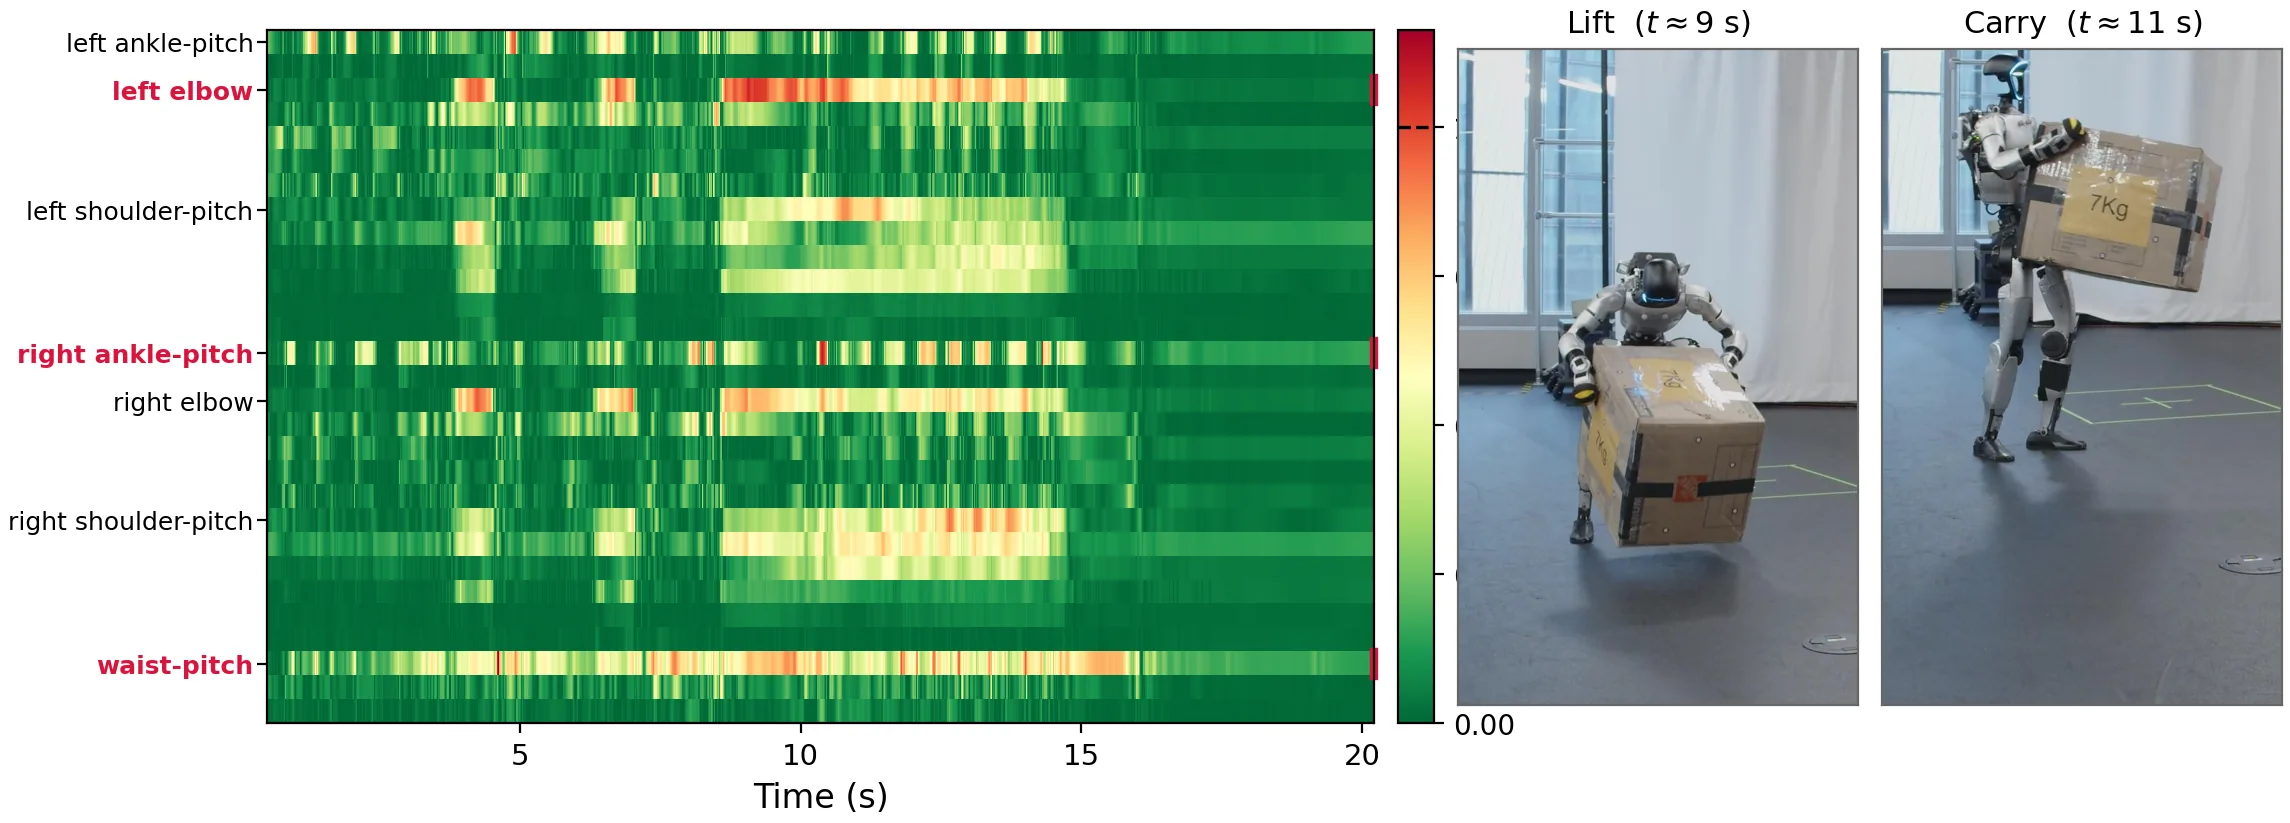 left ankle-pitch
left elbow
left shoulder-pitch
right ankle-pitch
right elbow
right shoulder-pitch
waist-pitch
5
10
15
20
Time (s)
0.00
Lift (t ≈ 9 s)
7Kg
7Kg
Carry (t ≈ 11 s)
7Kg